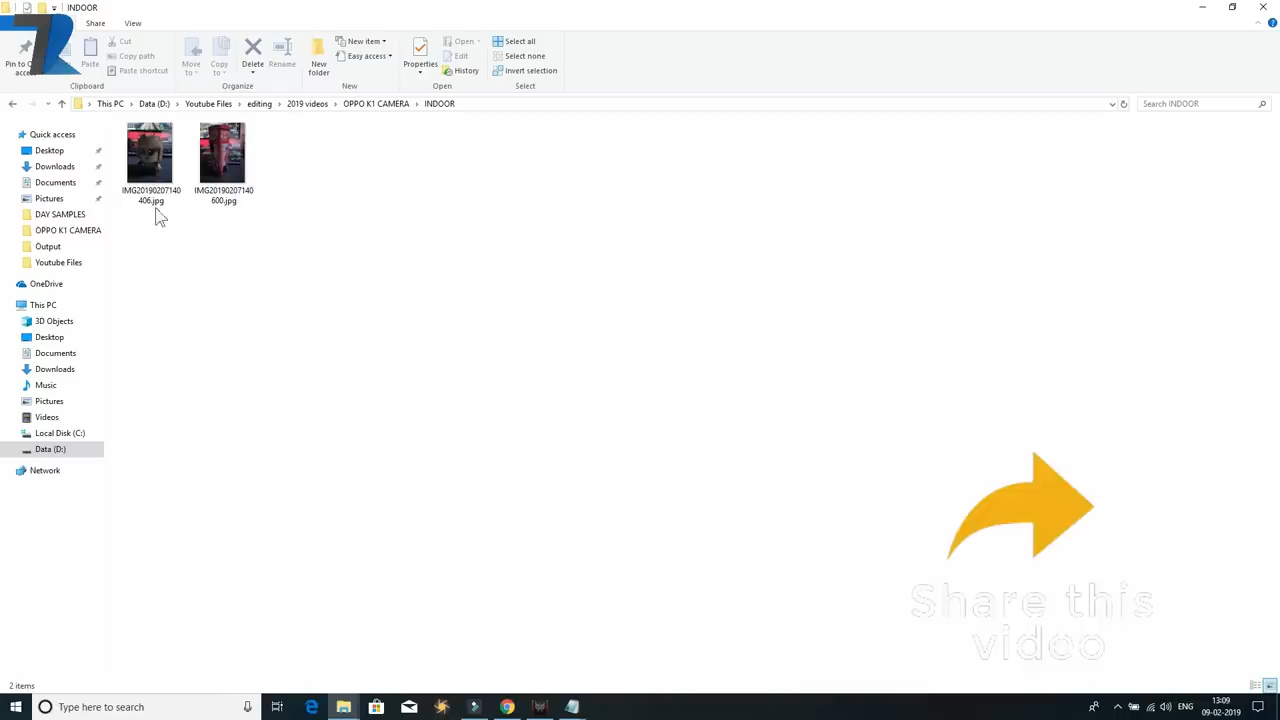 INDOOR
Share View
Pin to access
Paste
Cut
Copy path
Paste shortcut
Clipboard
Move to
Copy to
Delete
Rename
Organize
New folder
New item
Easy access
New
Properties
Open
Edit
History
Open
Select all
Select none
Invert selection
Select
This PC Data (D:) Youtube Files editing 2019 videos OPPO K1 CAMERA INDOOR
Search INDOOR
Quick access
Desktop
Downloads
Documents
Pictures
DAY SAMPLES
OPPO K1 CAMERA
Output
Youtube Files
OneDrive
This PC
3D Objects
Desktop
Documents
Downloads
Music
Pictures
Videos
Local Disk (C:)
Data (D:)
Network
IMG20190207140
406.jpg
IMG20190207140
600.jpg
Share this
video
2 items
Type here to search
ENG
13:09
09-02-2019